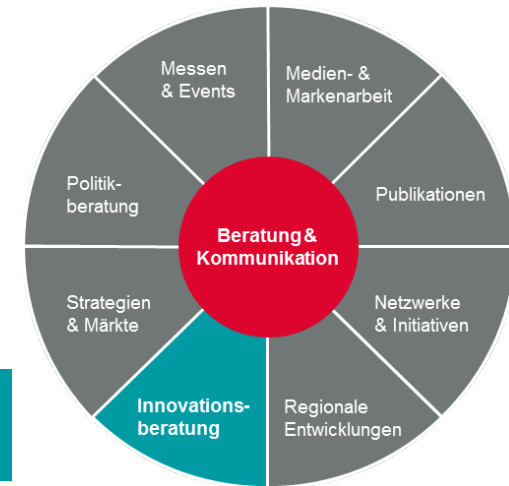 Messen
& Events
Medien- &
Markenarbeit
Politik-
beratung
Publikationen
Beratung &
Kommunikation
Strategien
& Märkte
Netzwerke
& Initiativen
Innovations-
beratung
Regionale
Entwicklungen